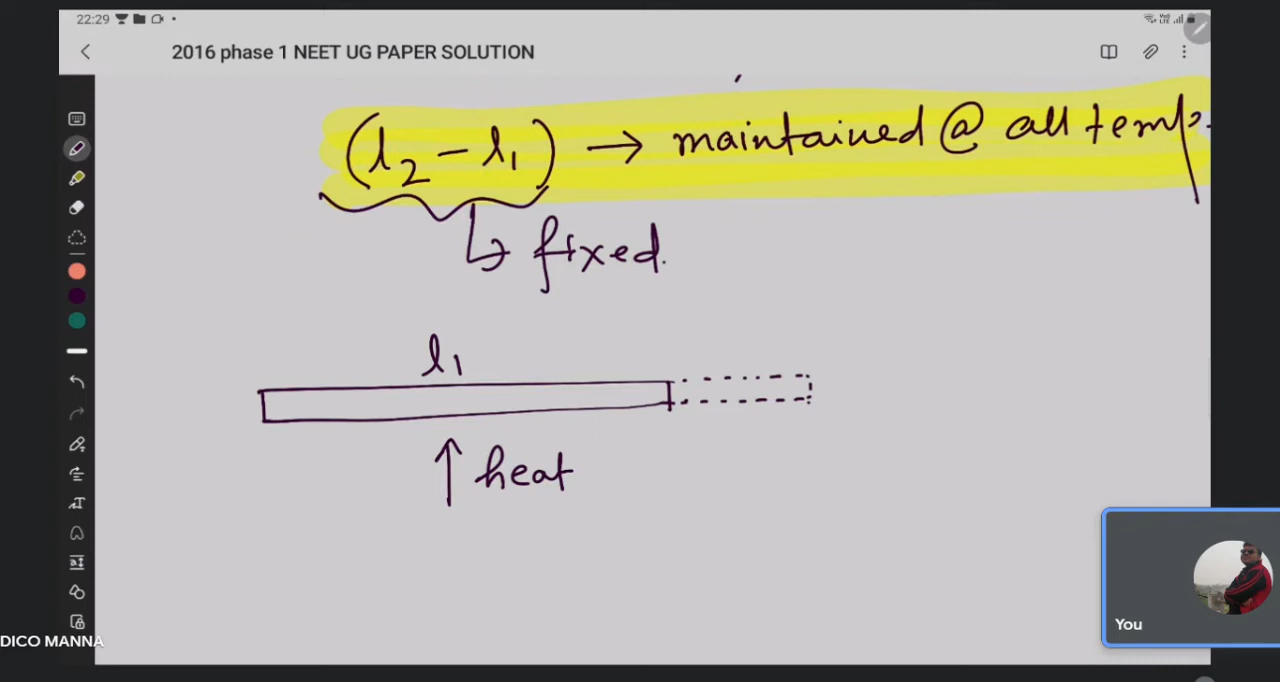 22:29
2016 phase 1 NEET UG PAPER SOLUTION
(l₂ - l₁) → maintained @ all temp.
↳ fixed.
l₁
↑ heat
You
DICO MANNA